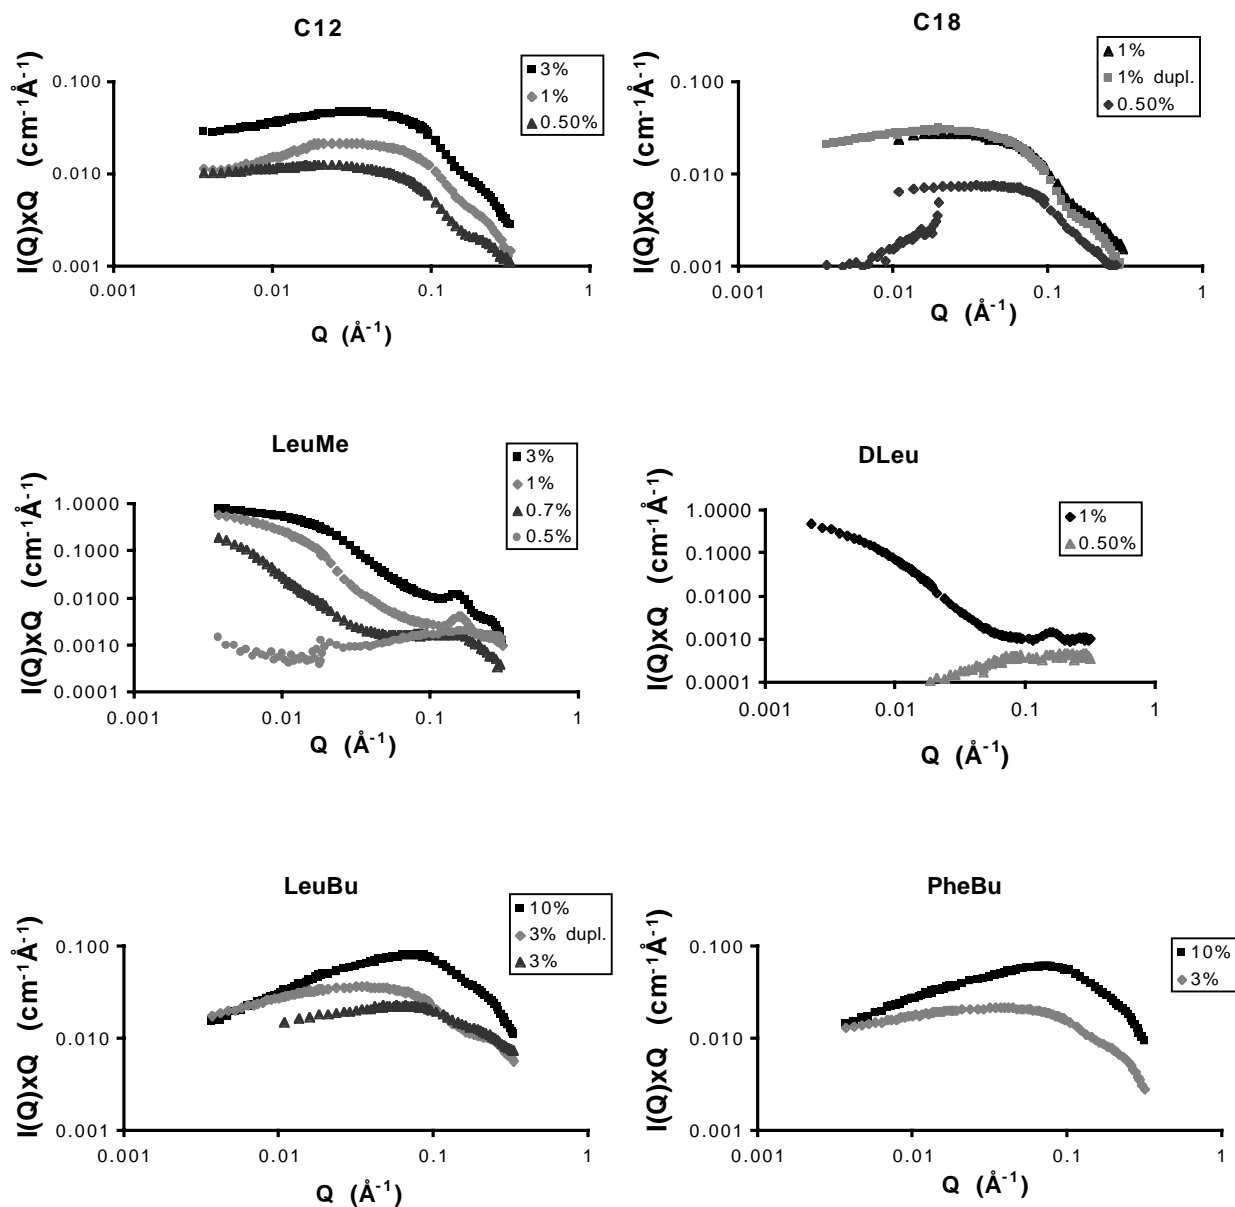 C12
3%
1%
0.50%
I(Q)xQ (cm-1Å-1)
0.100
0.010
0.001
0.001 0.01 0.1 1
Q (Å-1)
C18
1%
1% dupl.
0.50%
I(Q)xQ (cm-1Å-1)
0.100
0.010
0.001
0.001 0.01 0.1 1
Q (Å-1)
LeuMe
3%
1%
0.7%
0.5%
I(Q)xQ (cm-1Å-1)
1.0000
0.1000
0.0100
0.0010
0.0001
0.001 0.01 0.1 1
Q (Å-1)
DLeu
1%
0.50%
I(Q)xQ (cm-1Å-1)
1.0000
0.1000
0.0100
0.0010
0.0001
0.001 0.01 0.1 1
Q (Å-1)
LeuBu
10%
3% dupl.
3%
I(Q)xQ (cm-1Å-1)
0.100
0.010
0.001
0.001 0.01 0.1 1
Q (Å-1)
PheBu
10%
3%
I(Q)xQ (cm-1Å-1)
0.100
0.010
0.001
0.001 0.01 0.1 1
Q (Å-1)